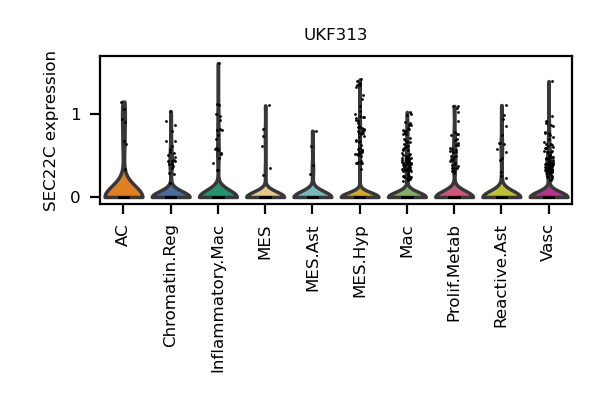 UKF313
SEC22C expression
1
0
AC
Chromatin.Reg
Inflammatory.Mac
MES
MES.Ast
MES.Hyp
Mac
Prolif.Metab
Reactive.Ast
Vasc